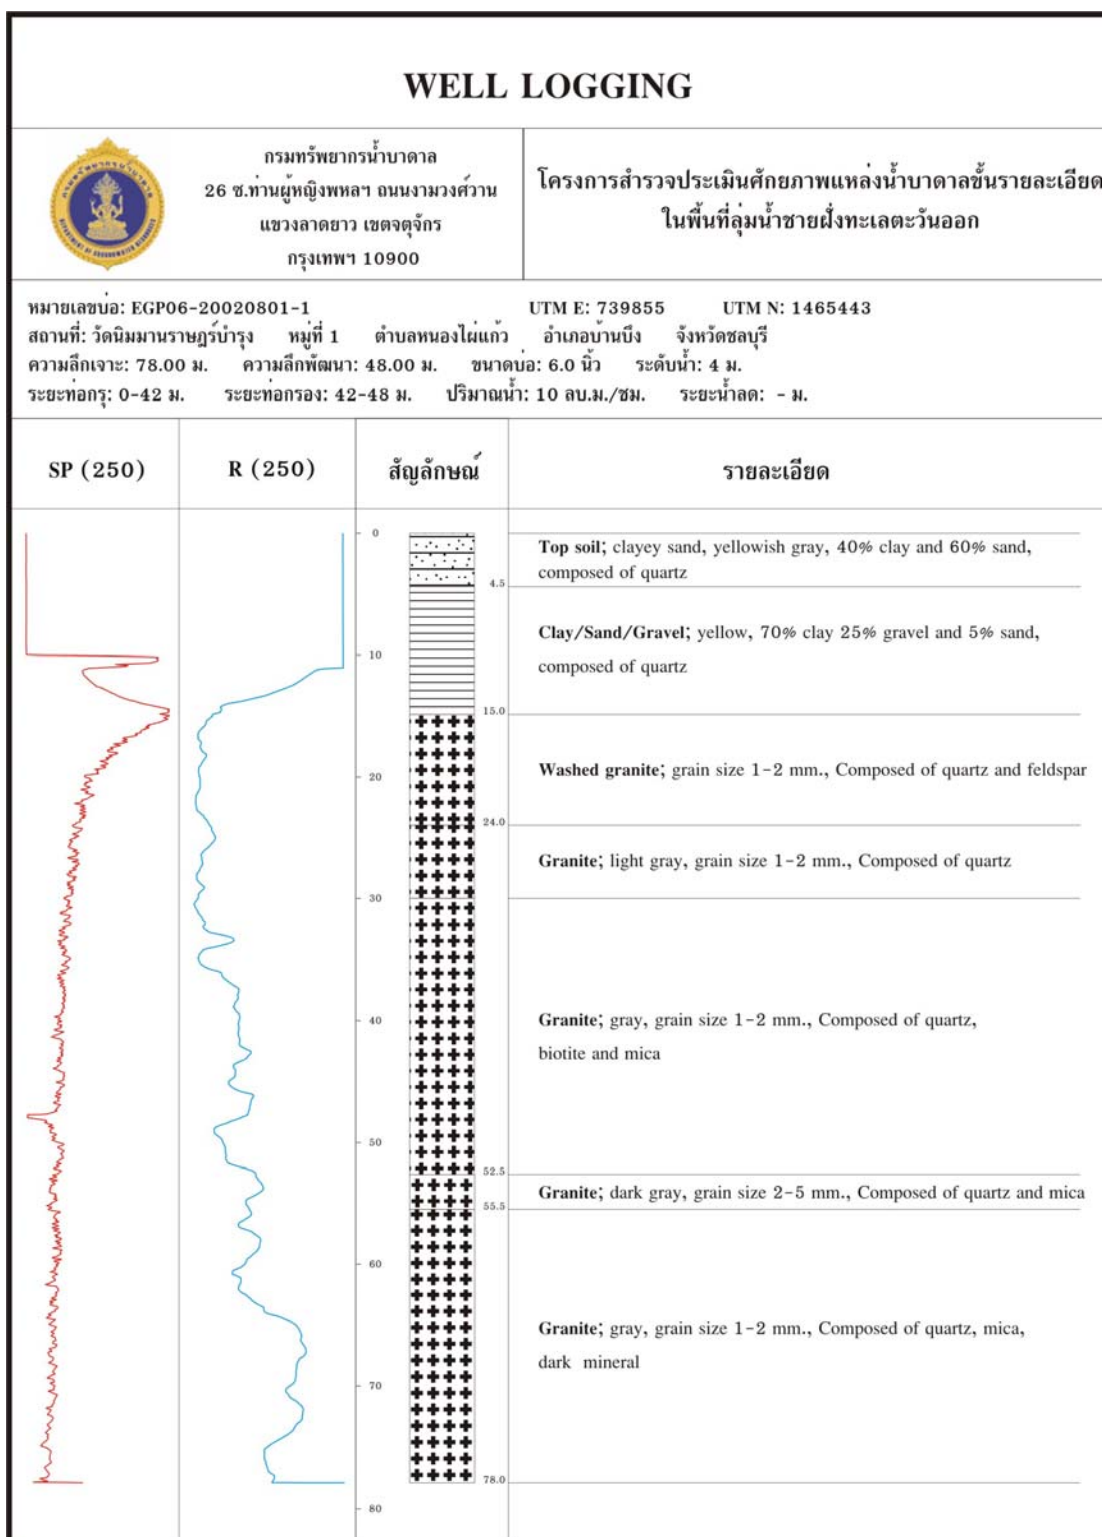 WELL LOGGING
กรมทรัพยากรน้ำบาดาล
26 ซ.ท่านผู้หญิงพหลฯ ถนนงามวงศ์วาน
แขวงลาดยาว เขตจตุจักร
กรุงเทพฯ 10900
โครงการสำรวจประเมินศักยภาพแหล่งน้ำบาดาลขั้นรายละเอียด
ในพื้นที่ลุ่มน้ำชายฝั่งทะเลตะวันออก
หมายเลขบ่อ: EGP06-20020801-1 UTM E: 739855 UTM N: 1465443
สถานที่: วัดนิมมานราษฎร์บำรุง หมู่ที่ 1 ตำบลหนองไผ่แก้ว อำเภอบ้านบึง จังหวัดชลบุรี
ความลึกเจาะ: 78.00 ม. ความลึกพัฒนา: 48.00 ม. ขนาดบ่อ: 6.0 นิ้ว ระดับน้ำ: 4 ม.
ระยะท่อกรุ: 0-42 ม. ระยะท่อกรอง: 42-48 ม. ปริมาณน้ำ: 10 ลบ.ม./ชม. ระยะน้ำลด: - ม.
SP (250) R (250) สัญลักษณ์ รายละเอียด
0
Top soil; clayey sand, yellowish gray, 40% clay and 60% sand,
composed of quartz
4.5
Clay/Sand/Gravel; yellow, 70% clay 25% gravel and 5% sand,
10
composed of quartz
15.0
Washed granite; grain size 1-2 mm., Composed of quartz and feldspar
20
24.0
Granite; light gray, grain size 1-2 mm., Composed of quartz
30
Granite; gray, grain size 1-2 mm., Composed of quartz,
40
biotite and mica
50
52.5
Granite; dark gray, grain size 2-5 mm., Composed of quartz and mica
55.5
60
Granite; gray, grain size 1-2 mm., Composed of quartz, mica,
dark mineral
70
78.0
80